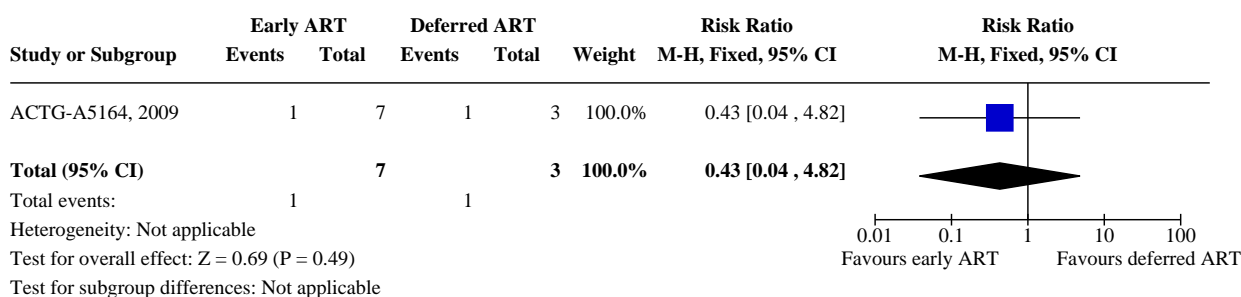 Early ART Deferred ART Risk Ratio Risk Ratio
Study or Subgroup Events Total Events Total Weight M-H, Fixed, 95% CI M-H, Fixed, 95% CI
ACTG-A5164, 2009 1 7 1 3 100.0% 0.43 [0.04 , 4.82]
Total (95% CI) 7 3 100.0% 0.43 [0.04 , 4.82]
Total events: 1 1
Heterogeneity: Not applicable
0.01 0.1 1 10 100
Test for overall effect: Z = 0.69 (P = 0.49)
Favours early ART Favours deferred ART
Test for subgroup differences: Not applicable